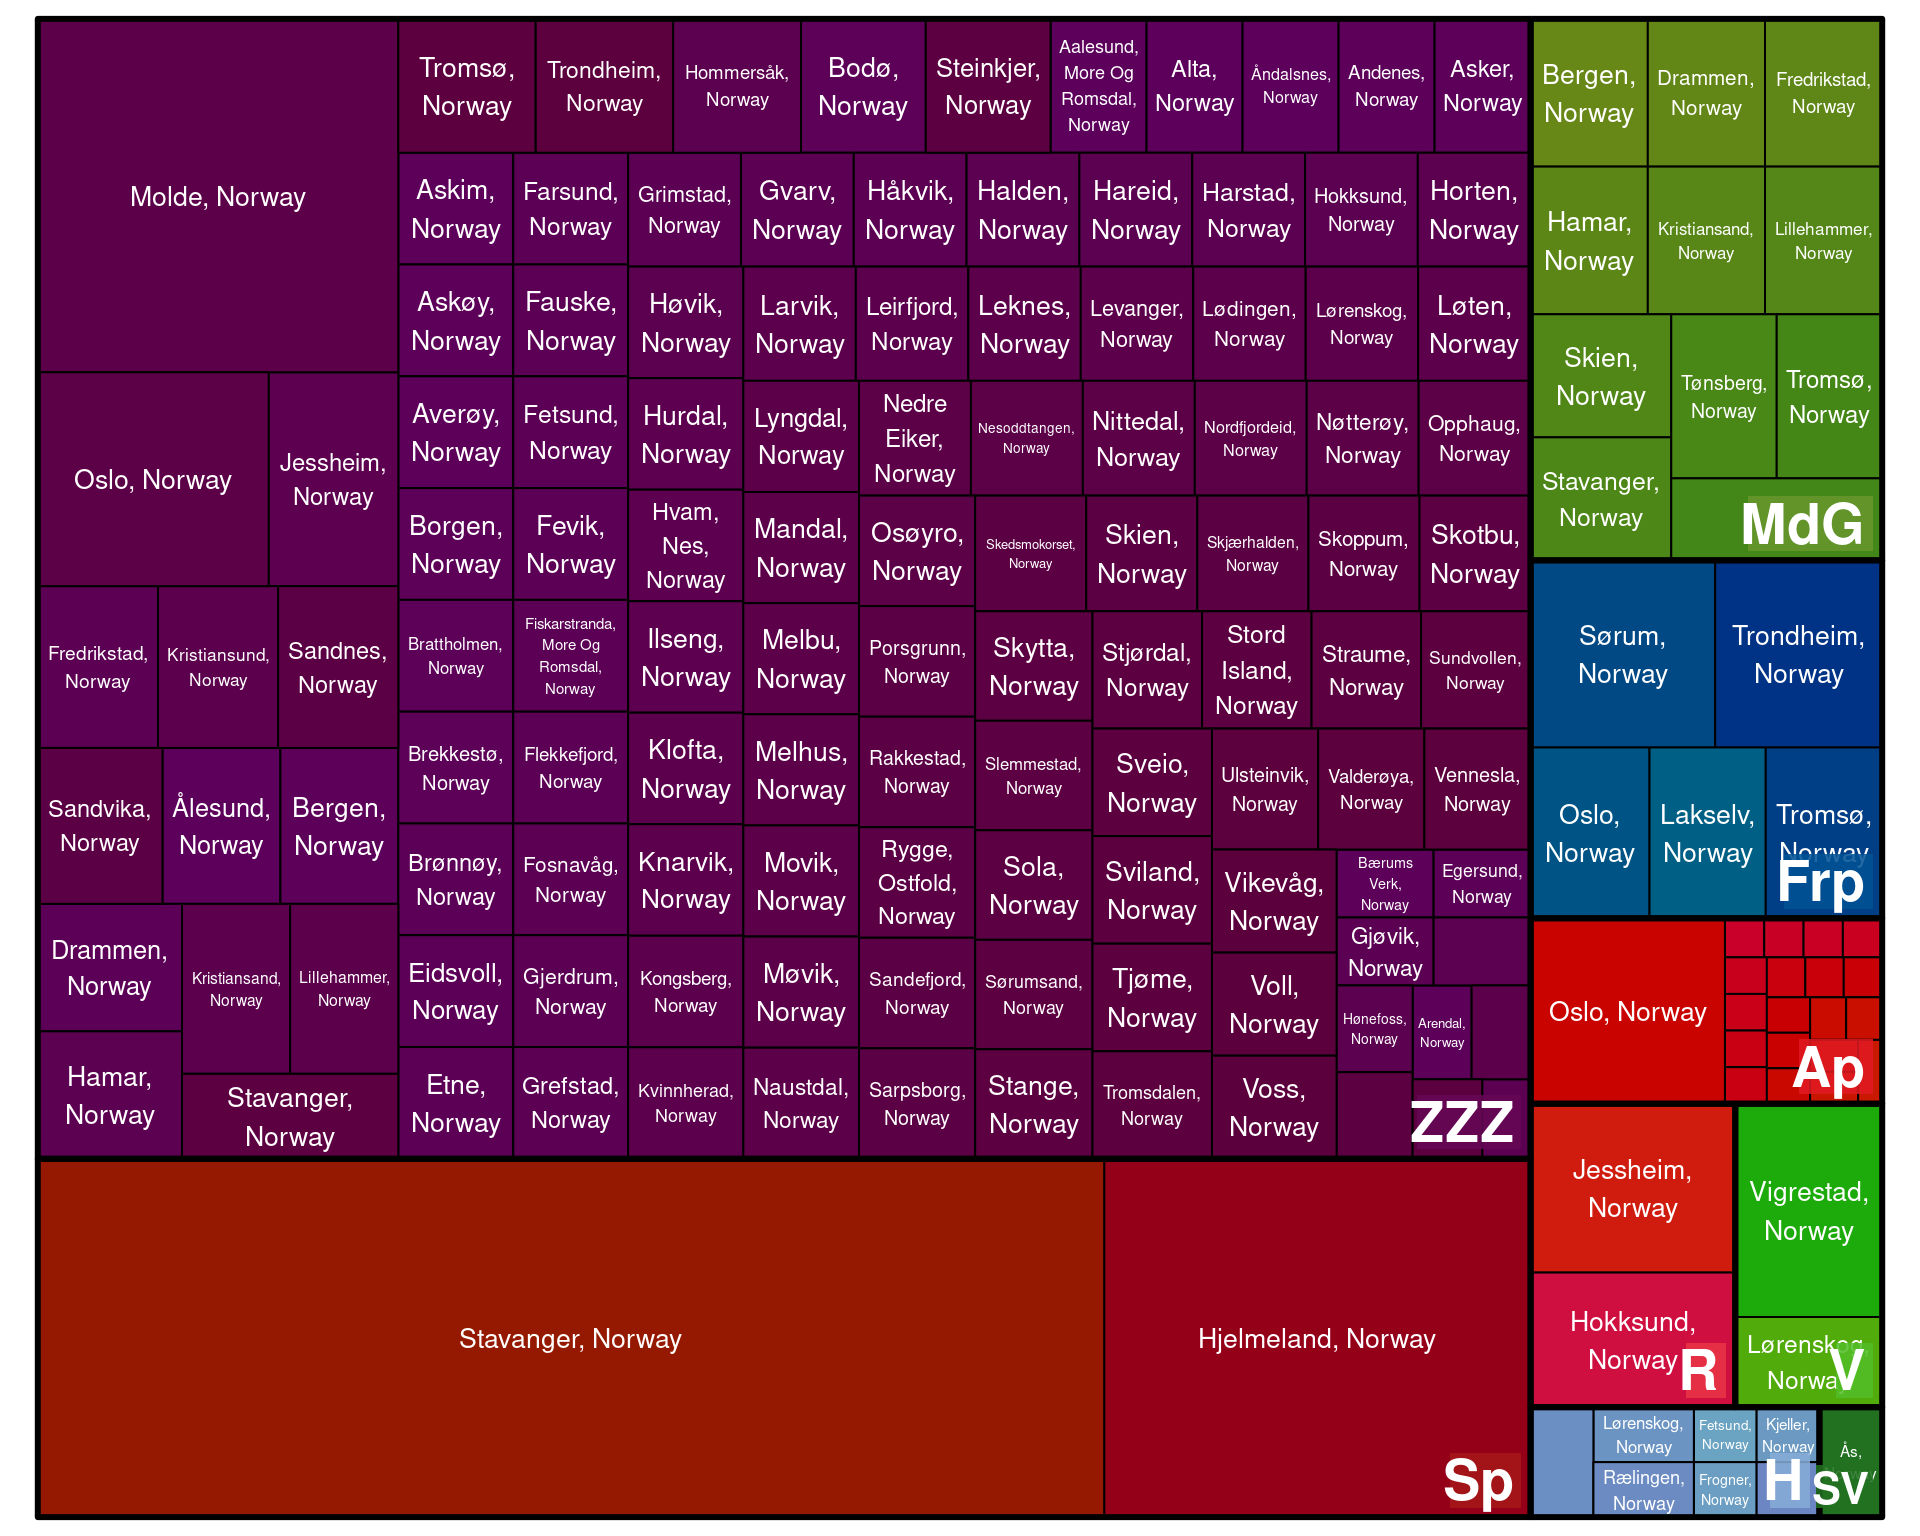 Molde, Norway
Tromsø,
Norway
Trondheim,
Norway
Hommersåk,
Norway
Bodø,
Norway
Steinkjer,
Norway
Aalesund,
More Og
Romsdal,
Norway
Alta,
Norway
Åndalsnes,
Norway
Andenes,
Norway
Asker,
Norway
Askim,
Norway
Farsund,
Norway
Grimstad,
Norway
Gvarv,
Norway
Håkvik,
Norway
Halden,
Norway
Hareid,
Norway
Harstad,
Norway
Hokksund,
Norway
Horten,
Norway
Askøy,
Norway
Fauske,
Norway
Høvik,
Norway
Larvik,
Norway
Leirfjord,
Norway
Leknes,
Norway
Levanger,
Norway
Lødingen,
Norway
Lørenskog,
Norway
Løten,
Norway
Oslo, Norway
Jessheim,
Norway
Averøy,
Norway
Fetsund,
Norway
Hurdal,
Norway
Lyngdal,
Norway
Nedre
Eiker,
Norway
Nesoddtangen,
Norway
Nittedal,
Norway
Nordfjordeid,
Norway
Nøtterøy,
Norway
Opphaug,
Norway
Borgen,
Norway
Fevik,
Norway
Hvam,
Nes,
Norway
Mandal,
Norway
Osøyro,
Norway
Skedsmokorset,
Norway
Skien,
Norway
Skjærhalden,
Norway
Skoppum,
Norway
Skotbu,
Norway
Fredrikstad,
Norway
Kristiansund,
Norway
Sandnes,
Norway
Brattholmen,
Norway
Fiskarstranda,
More Og
Romsdal,
Norway
Ilseng,
Norway
Melbu,
Norway
Porsgrunn,
Norway
Skytta,
Norway
Stjørdal,
Norway
Stord
Island,
Norway
Straume,
Norway
Sundvollen,
Norway
Sandvika,
Norway
Ålesund,
Norway
Bergen,
Norway
Brekkestø,
Norway
Flekkefjord,
Norway
Klofta,
Norway
Melhus,
Norway
Rakkestad,
Norway
Slemmestad,
Norway
Sveio,
Norway
Ulsteinvik,
Norway
Valderøya,
Norway
Vennesla,
Norway
Brønnøy,
Norway
Fosnavåg,
Norway
Knarvik,
Norway
Movik,
Norway
Rygge,
Ostfold,
Norway
Sola,
Norway
Sviland,
Norway
Vikevåg,
Norway
Bærums
Verk,
Norway
Egersund,
Norway
Gjøvik,
Norway
Drammen,
Norway
Kristiansand,
Norway
Lillehammer,
Norway
Eidsvoll,
Norway
Gjerdrum,
Norway
Kongsberg,
Norway
Møvik,
Norway
Sandefjord,
Norway
Sørumsand,
Norway
Tjøme,
Norway
Voll,
Norway
Hønefoss,
Norway
Arendal,
Norway
Hamar,
Norway
Stavanger,
Norway
Etne,
Norway
Grefstad,
Norway
Kvinnherad,
Norway
Naustdal,
Norway
Sarpsborg,
Norway
Stange,
Norway
Tromsdalen,
Norway
Voss,
Norway
ZZZ
Stavanger, Norway
Hjelmeland, Norway
Sp
Bergen,
Norway
Drammen,
Norway
Fredrikstad,
Norway
Hamar,
Norway
Kristiansand,
Norway
Lillehammer,
Norway
Skien,
Norway
Tønsberg,
Norway
Tromsø,
Norway
Stavanger,
Norway
MdG
Sørum,
Norway
Trondheim,
Norway
Oslo,
Norway
Lakselv,
Norway
Tromsø,
Norway
Frp
Oslo, Norway
Ap
Jessheim,
Norway
Hokksund,
Norway
R
Vigrestad,
Norway
Lørenskog,
Norway
V
Lørenskog,
Norway
Fetsund,
Norway
Kjeller,
Norway
Rælingen,
Norway
Frogner,
Norway
H
Ås,
SV